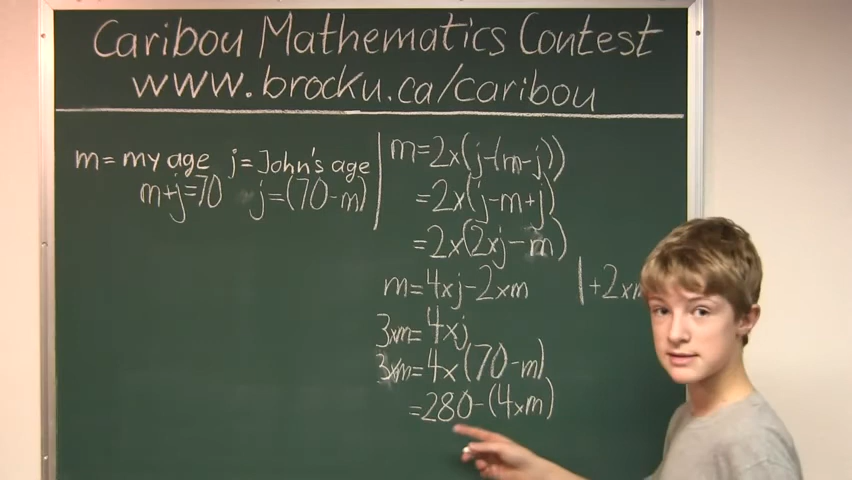 Caribou Mathematics Contest
www.brocku.ca/caribou
m= my age j= John's age
m+j=70 j=(70-m)
m=2x(j-(m-j))
=2x(j-m+j)
=2x(2xj-m)
m=4xj-2xm |+2xm
3xm=4xj
3xm=4x(70-m)
=280-(4xm)